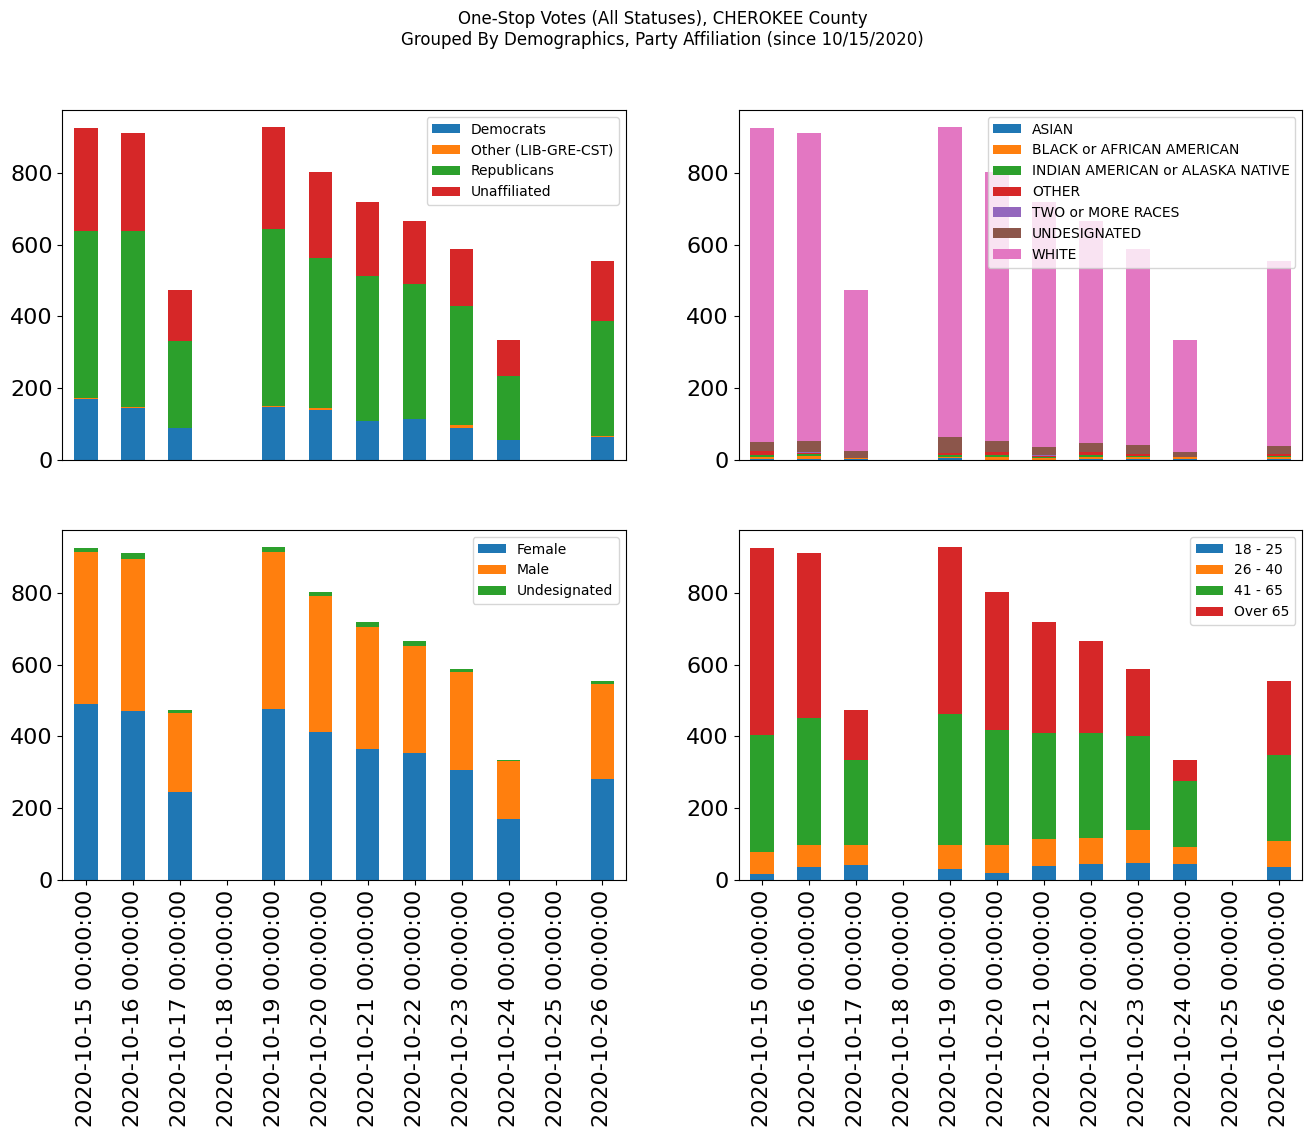 One-Stop Votes (All Statuses), CHEROKEE County
Grouped By Demographics, Party Affiliation (since 10/15/2020)
800
600
400
200
0
Democrats
Other (LIB-GRE-CST)
Republicans
Unaffiliated
800
600
400
200
0
ASIAN
BLACK or AFRICAN AMERICAN
INDIAN AMERICAN or ALASKA NATIVE
OTHER
TWO or MORE RACES
UNDESIGNATED
WHITE
800
600
400
200
0
Female
Male
Undesignated
2020-10-15 00:00:00
2020-10-16 00:00:00
2020-10-17 00:00:00
2020-10-18 00:00:00
2020-10-19 00:00:00
2020-10-20 00:00:00
2020-10-21 00:00:00
2020-10-22 00:00:00
2020-10-23 00:00:00
2020-10-24 00:00:00
2020-10-25 00:00:00
2020-10-26 00:00:00
800
600
400
200
0
18 - 25
26 - 40
41 - 65
Over 65
2020-10-15 00:00:00
2020-10-16 00:00:00
2020-10-17 00:00:00
2020-10-18 00:00:00
2020-10-19 00:00:00
2020-10-20 00:00:00
2020-10-21 00:00:00
2020-10-22 00:00:00
2020-10-23 00:00:00
2020-10-24 00:00:00
2020-10-25 00:00:00
2020-10-26 00:00:00